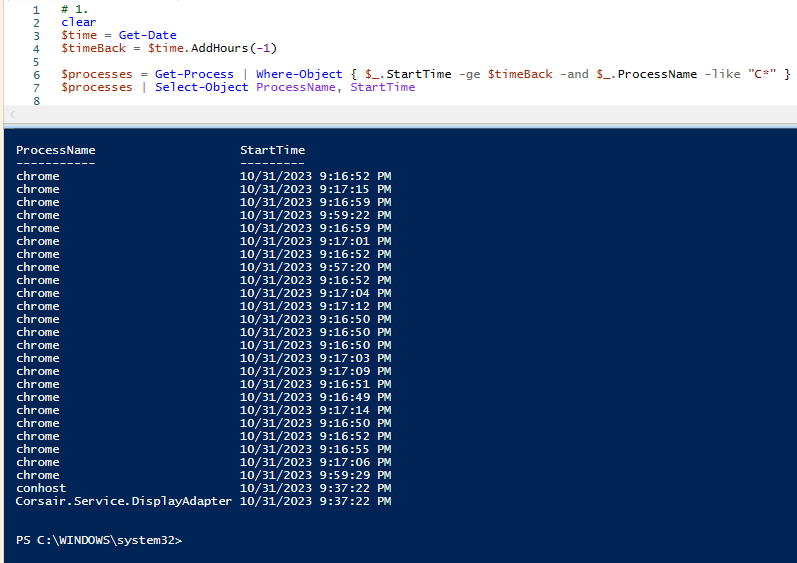 1 # 1.
2 clear
3 $time = Get-Date
4 $timeBack = $time.AddHours(-1)
5
6 $processes = Get-Process | Where-Object { $_.StartTime -ge $timeBack -and $_.ProcessName -like "C*" }
7 $processes | Select-Object ProcessName, StartTime
8
ProcessName StartTime
----------- ---------
chrome 10/31/2023 9:16:52 PM
chrome 10/31/2023 9:17:15 PM
chrome 10/31/2023 9:16:59 PM
chrome 10/31/2023 9:59:22 PM
chrome 10/31/2023 9:16:59 PM
chrome 10/31/2023 9:17:01 PM
chrome 10/31/2023 9:16:52 PM
chrome 10/31/2023 9:57:20 PM
chrome 10/31/2023 9:16:52 PM
chrome 10/31/2023 9:17:04 PM
chrome 10/31/2023 9:17:12 PM
chrome 10/31/2023 9:16:50 PM
chrome 10/31/2023 9:16:50 PM
chrome 10/31/2023 9:16:50 PM
chrome 10/31/2023 9:17:03 PM
chrome 10/31/2023 9:17:09 PM
chrome 10/31/2023 9:16:51 PM
chrome 10/31/2023 9:16:49 PM
chrome 10/31/2023 9:17:14 PM
chrome 10/31/2023 9:16:50 PM
chrome 10/31/2023 9:16:52 PM
chrome 10/31/2023 9:16:55 PM
chrome 10/31/2023 9:17:06 PM
chrome 10/31/2023 9:59:29 PM
conhost 10/31/2023 9:37:22 PM
Corsair.Service.DisplayAdapter 10/31/2023 9:37:22 PM
PS C:\WINDOWS\system32>